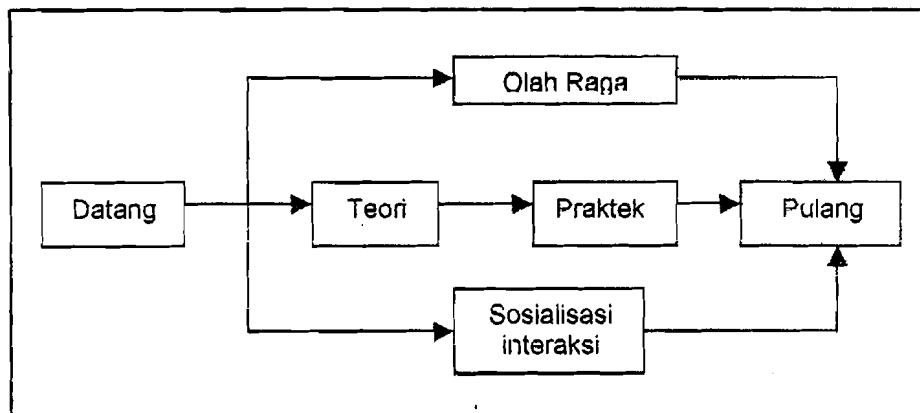 Olah Raga
Datang
Teori
Praktek
Pulang
Sosialisasi
interaksi